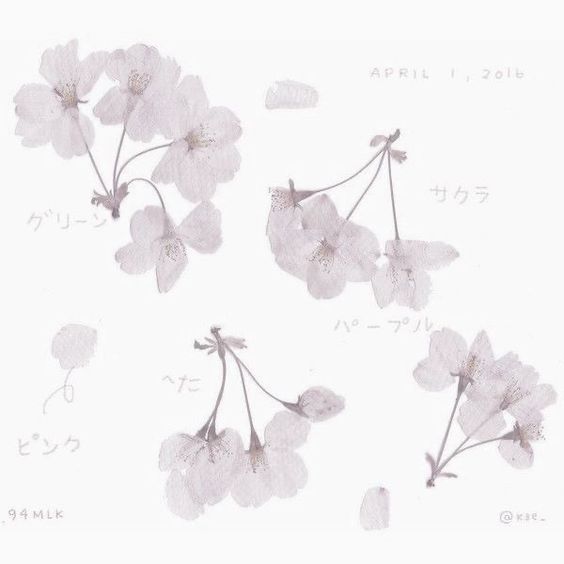 APRIL 1, 2016
サクラ
グリーン
パープル
へた
ピンク
.94MLK
@K8E_